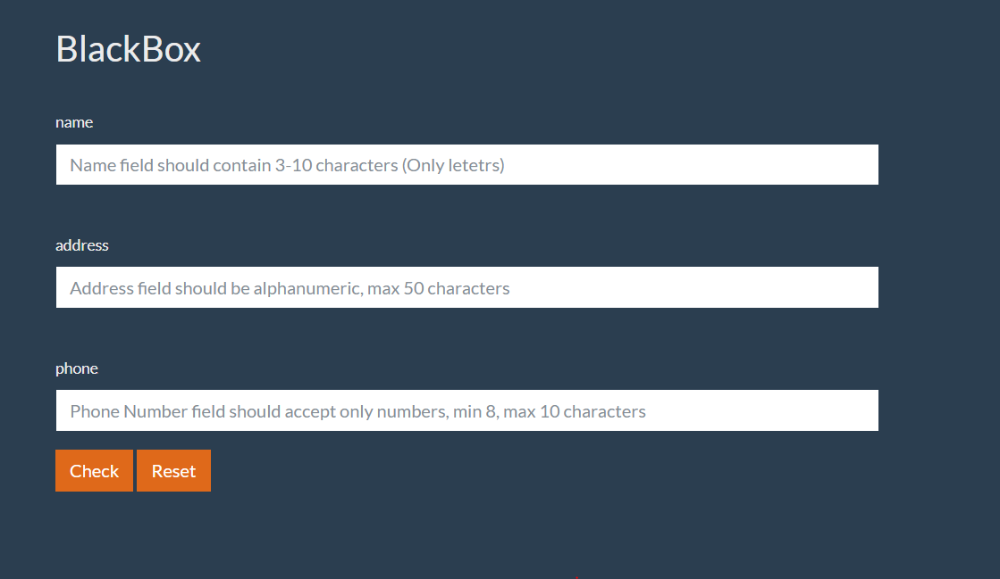 BlackBox
name
Name field should contain 3-10 characters (Only letetrs)
address
Address field should be alphanumeric, max 50 characters
phone
Phone Number field should accept only numbers, min 8, max 10 characters
Check Reset